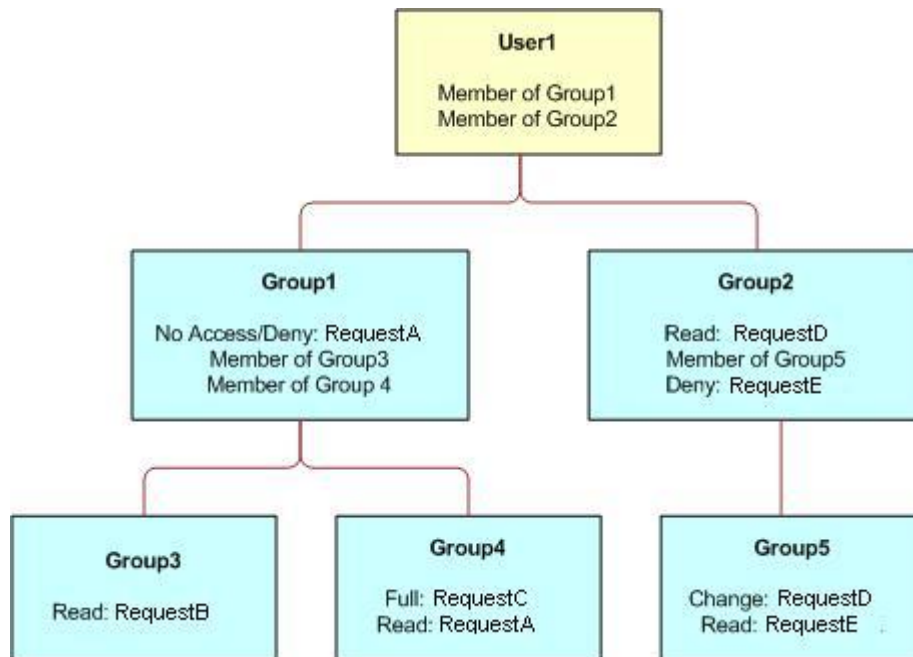 User1
Member of Group1
Member of Group2
Group1
No Access/Deny: RequestA
Member of Group3
Member of Group 4
Group2
Read: RequestD
Member of Group5
Deny: RequestE
Group3
Read: RequestB
Group4
Full: RequestC
Read: RequestA
Group5
Change: RequestD
Read: RequestE .